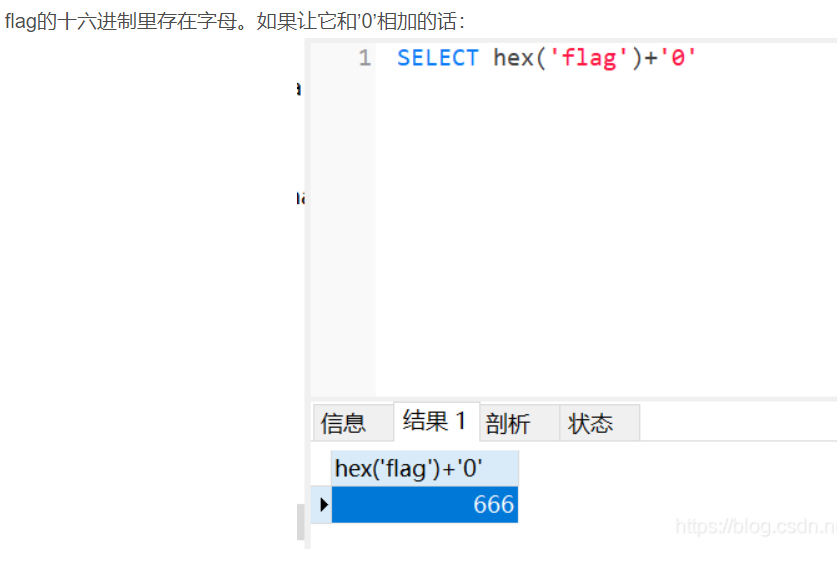 flag的十六进制里存在字母。如果让它和’0’相加的话：
1 SELECT hex('flag')+'0'
信息 结果 1 剖析 状态
hex('flag')+'0'
666
https://blog.csdn.n